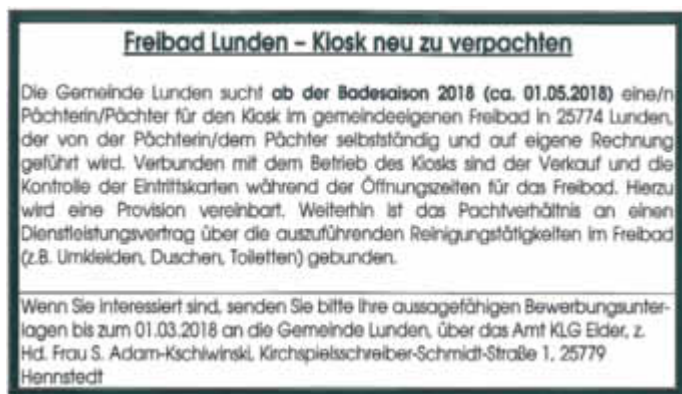 Freibad Lunden – Kiosk neu zu verpachten
Die Gemeinde Lunden sucht ab der Badesaison 2018 (ca. 01.05.2018) eine/n
Pächterin/Pächter für den Kiosk im gemeindeeigenen Freibad in 25774 Lunden,
der von der Pächterin/dem Pächter selbstständig und auf eigene Rechnung
geführt wird. Verbunden mit dem Betrieb des Kiosks sind der Verkauf und die
Kontrolle der Eintrittskarten während der Öffnungszeiten für das Freibad. Hierzu
wird eine Provision vereinbart. Weiterhin ist das Pachtverhältnis an einen
Dienstleistungsvertrag über die auszuführenden Reinigungstätigkeiten im Freibad
(z.B. Umkleiden, Duschen, Toiletten) gebunden.
Wenn Sie interessiert sind, senden Sie bitte ihre aussagefähigen Bewerbungsunter-
lagen bis zum 01.03.2018 an die Gemeinde Lunden, über das Amt KLG Eider, z.
Hd. Frau S. Adam-Kschiwinski, Kirchspielsschreiber-Schmidt-Straße 1, 25779
Hennstedt